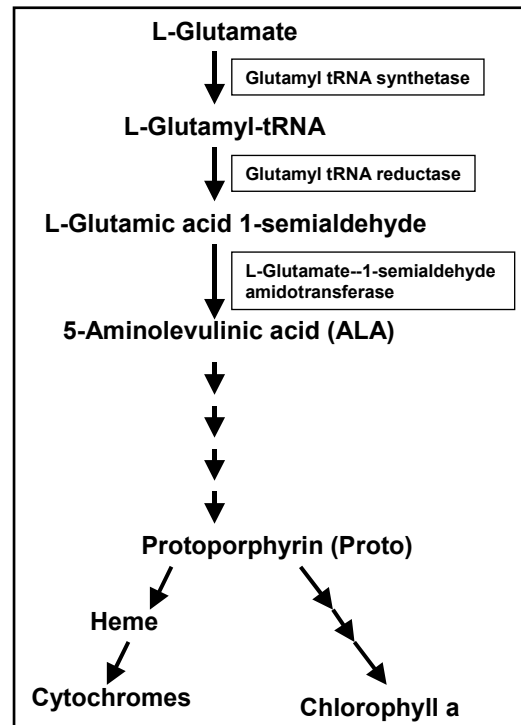 L-Glutamate
Glutamyl tRNA synthetase
L-Glutamyl-tRNA
Glutamyl tRNA reductase
L-Glutamic acid 1-semialdehyde
L-Glutamate--1-semialdehyde
amidotransferase
5-Aminolevulinic acid (ALA)
Protoporphyrin (Proto)
Heme
Cytochromes
Chlorophyll a